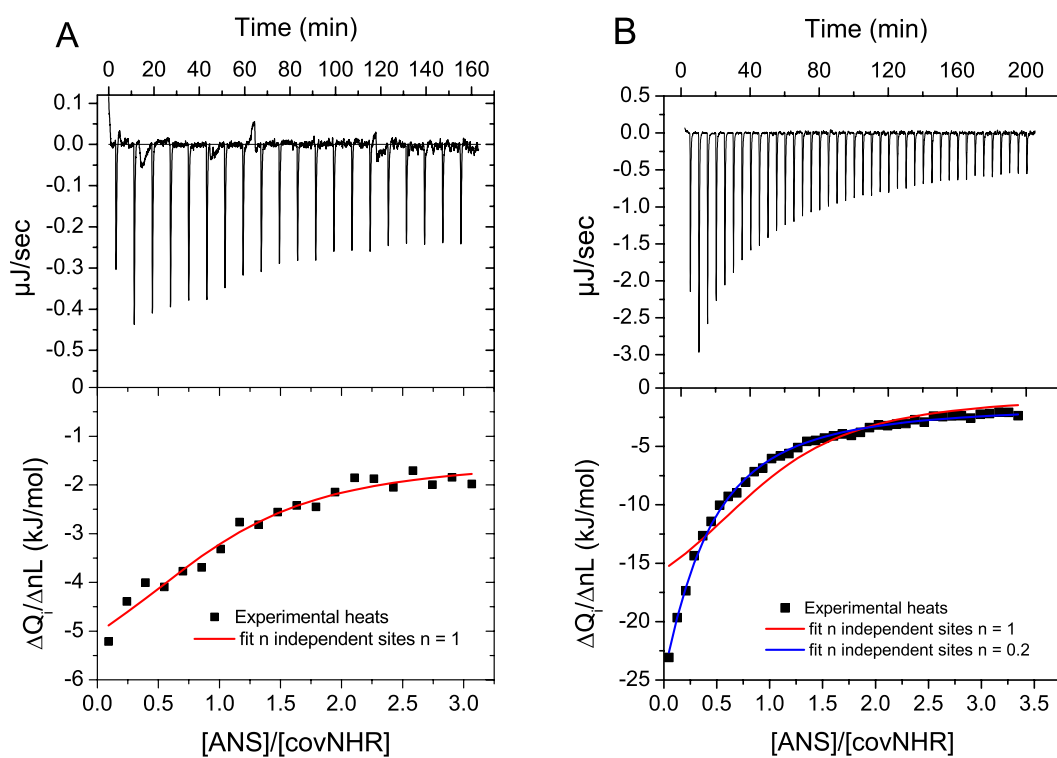 A
Time (min)
0 20 40 60 80 100 120 140 160
0.1
0.0
-0.1
-0.2
-0.3
-0.4
-0.5
µJ/sec
0
-1
-2
-3
-4
-5
-6
ΔQi/ΔnL (kJ/mol)
Experimental heats
fit n independent sites n = 1
0.0 0.5 1.0 1.5 2.0 2.5 3.0
[ANS]/[covNHR]
B
Time (min)
0 40 80 120 160 200
0.5
0.0
-0.5
-1.0
-1.5
-2.0
-2.5
-3.0
µJ/sec
0
-5
-10
-15
-20
-25
ΔQi/ΔnL (kJ/mol)
Experimental heats
fit n independent sites n = 1
fit n independent sites n = 0.2
0.0 0.5 1.0 1.5 2.0 2.5 3.0 3.5
[ANS]/[covNHR]